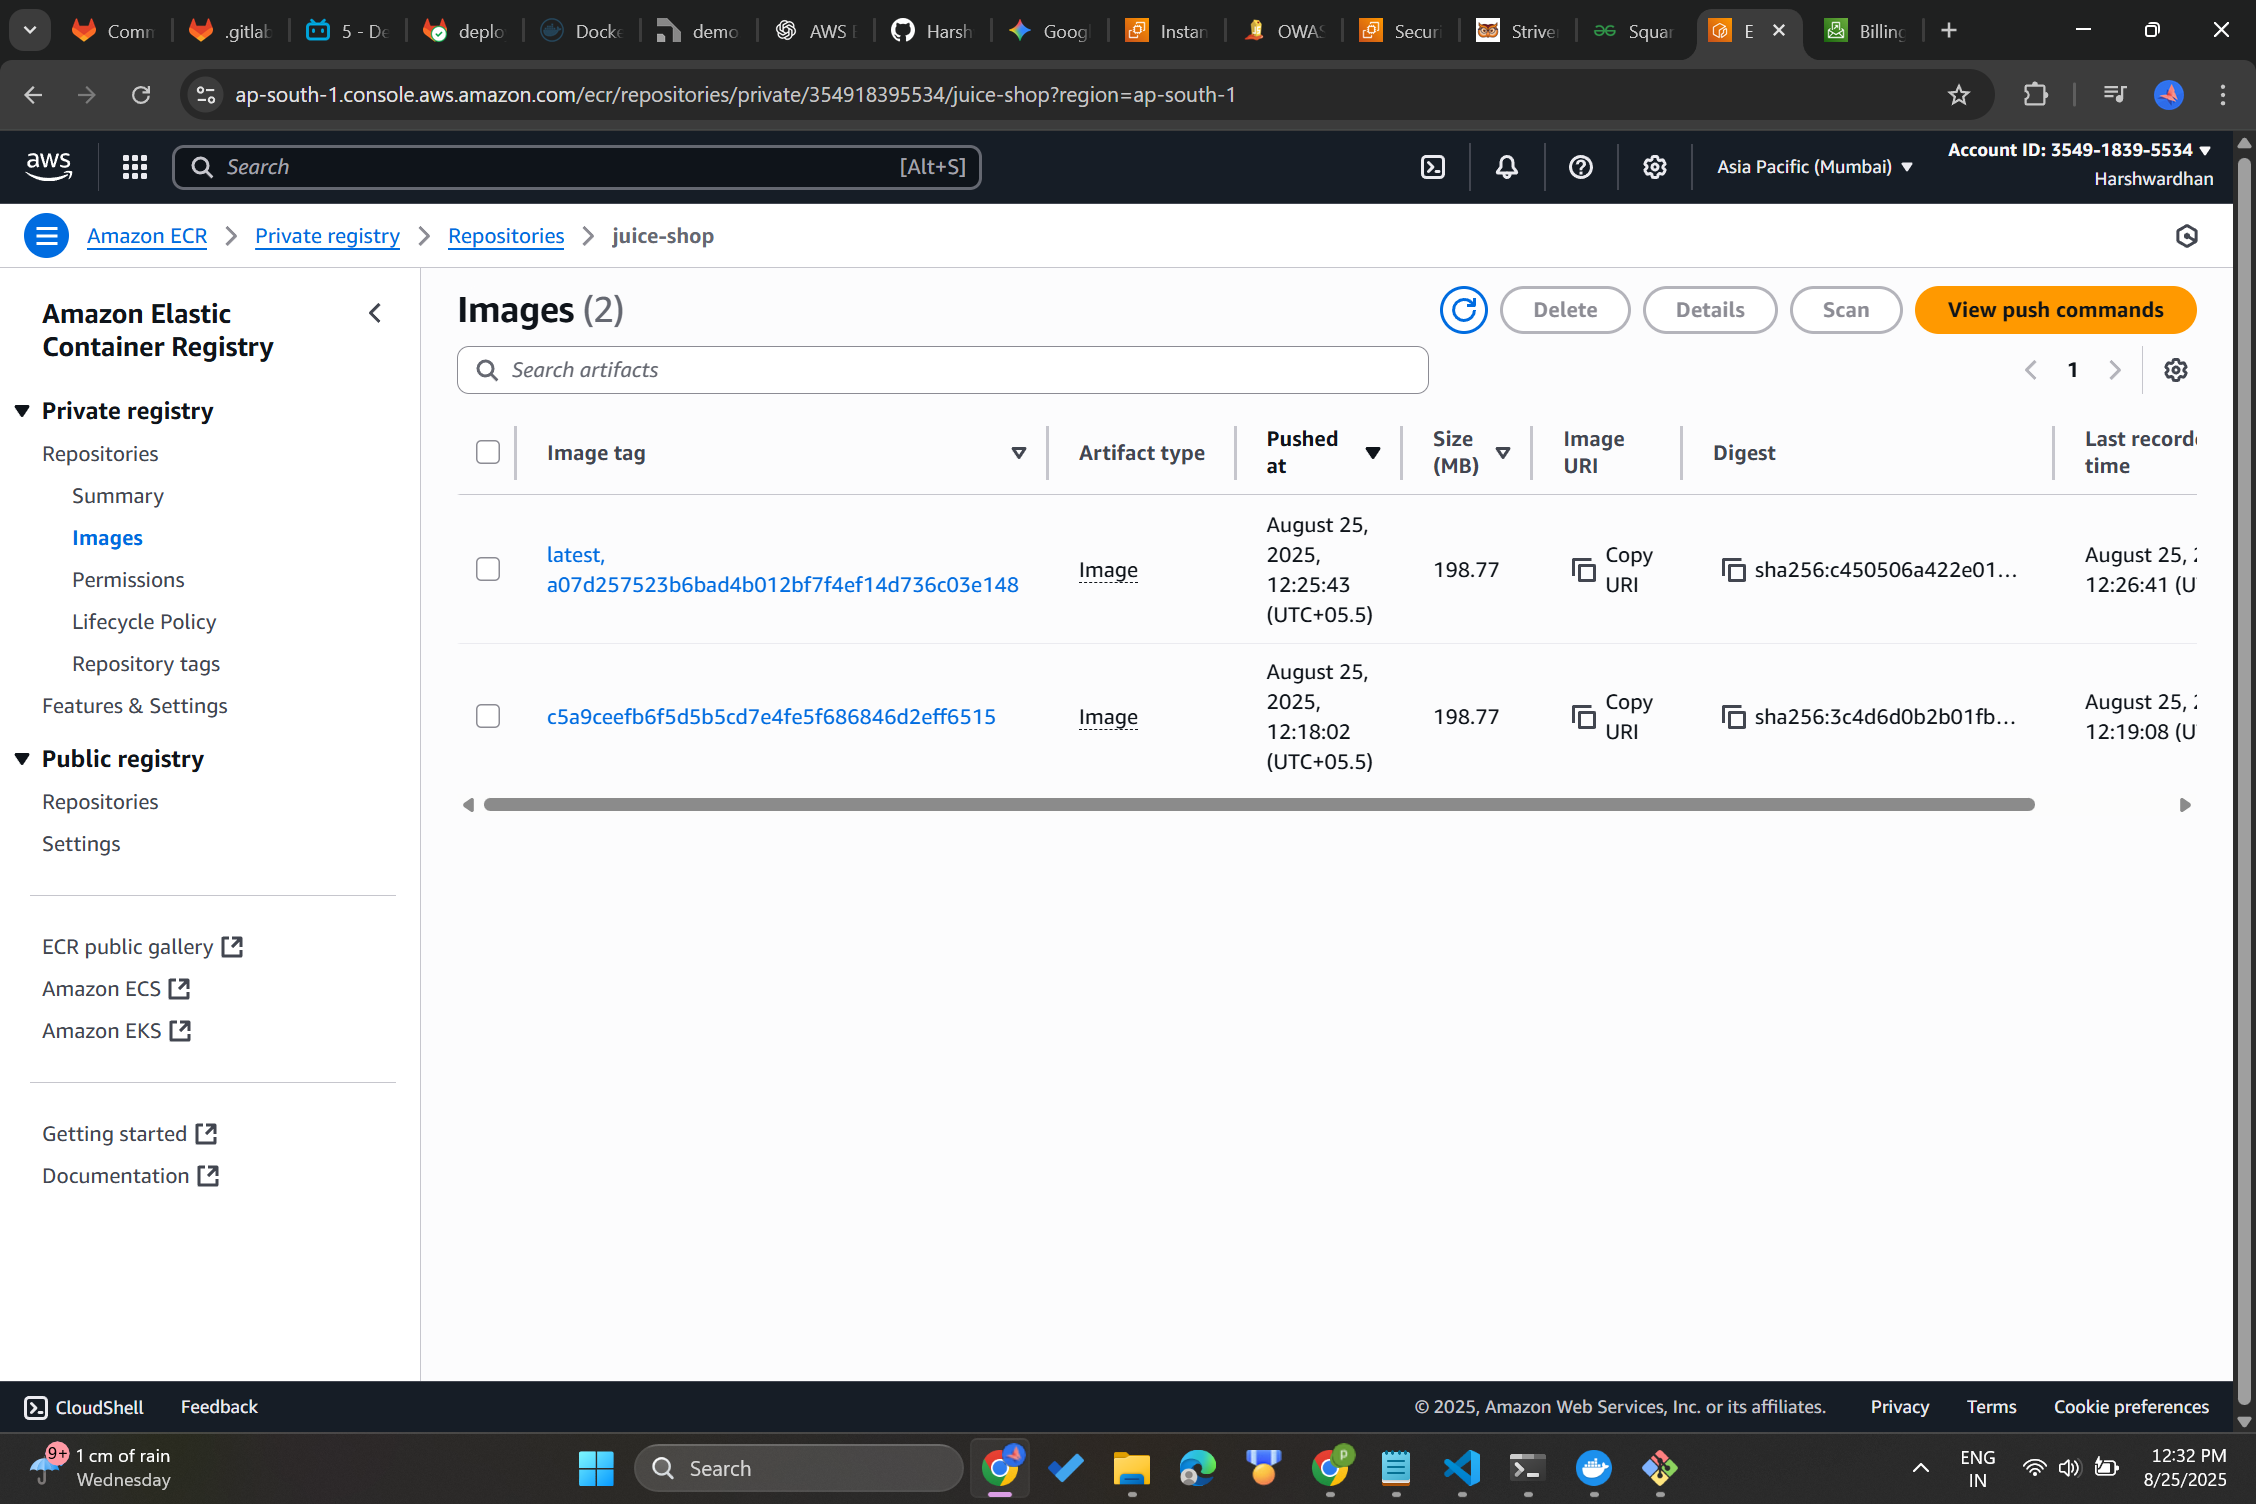 Comm
.gitlab
5 - De
deplo
Docke
demo
AWS E
Harsh
Googl
Instan
OWAS
Securi
Striver
Squar
E
Billing
ap-south-1.console.aws.amazon.com/ecr/repositories/private/354918395534/juice-shop?region=ap-south-1
aws
Search
[Alt+S]
Asia Pacific (Mumbai)
Account ID: 3549-1839-5534
Harshwardhan
Amazon ECR
Private registry
Repositories
juice-shop
Amazon Elastic
Container Registry
Private registry
Repositories
Summary
Images
Permissions
Lifecycle Policy
Repository tags
Features & Settings
Public registry
Repositories
Settings
ECR public gallery
Amazon ECS
Amazon EKS
Getting started
Documentation
Images (2)
Delete
Details
Scan
View push commands
Search artifacts
1
Image tag
Artifact type
Pushed
at
Size
(MB)
Image
URI
Digest
Last recorde
time
latest,
a07d257523b6bad4b012bf7f4ef14d736c03e148
Image
August 25,
2025,
12:25:43
(UTC+05.5)
198.77
Copy
URI
sha256:c450506a422e01...
August 25, 2
12:26:41 (U
c5a9ceefb6f5d5b5cd7e4fe5f686846d2eff6515
Image
August 25,
2025,
12:18:02
(UTC+05.5)
198.77
Copy
URI
sha256:3c4d6d0b2b01fb...
August 25, 2
12:19:08 (U
CloudShell
Feedback
© 2025, Amazon Web Services, Inc. or its affiliates.
Privacy
Terms
Cookie preferences
9+
1 cm of rain
Wednesday
Search
p
ENG
IN
12:32 PM
8/25/2025